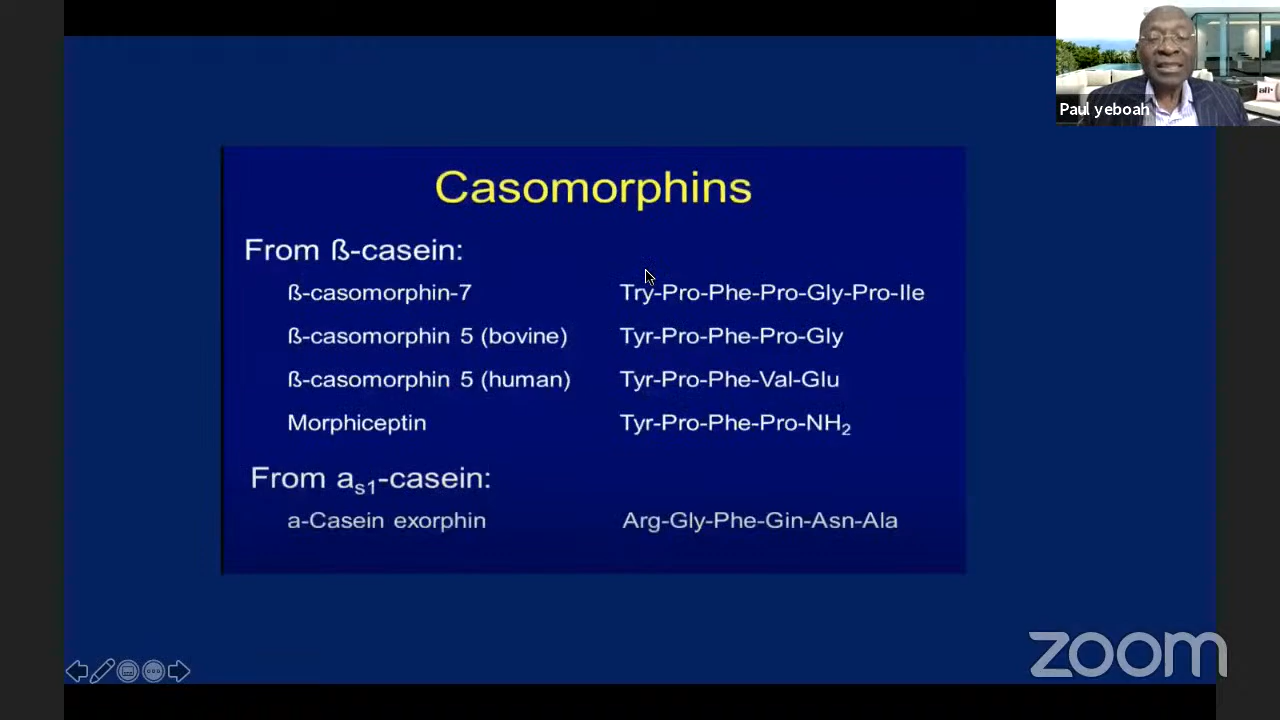 Paul yeboah
Casomorphins
From ß-casein:
ß-casomorphin-7 Try-Pro-Phe-Pro-Gly-Pro-Ile
ß-casomorphin 5 (bovine) Tyr-Pro-Phe-Pro-Gly
ß-casomorphin 5 (human) Tyr-Pro-Phe-Val-Glu
Morphiceptin Tyr-Pro-Phe-Pro-NH₂
From aₛ₁-casein:
a-Casein exorphin Arg-Gly-Phe-Gin-Asn-Ala
zoom